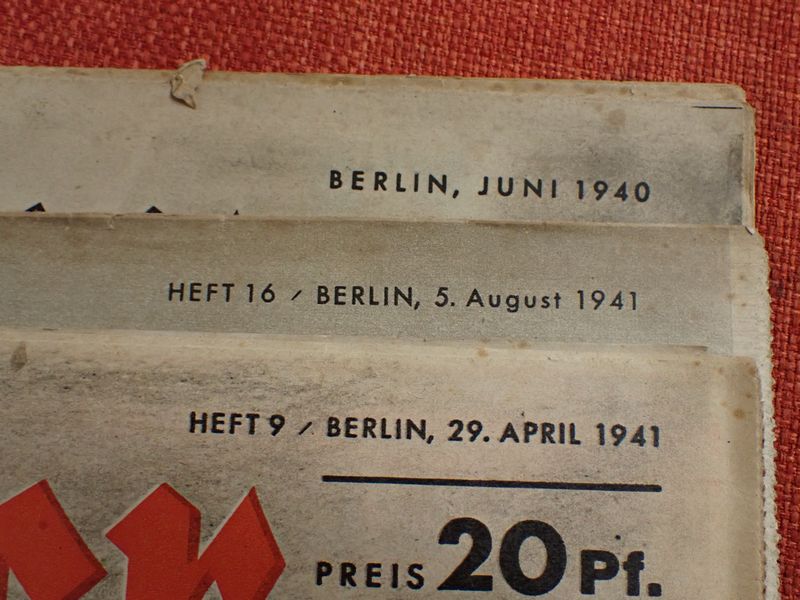 BERLIN, JUNI 1940
HEFT 16 / BERLIN, 5. August 1941
HEFT 9 / BERLIN, 29. APRIL 1941
PREIS 20 Pf.